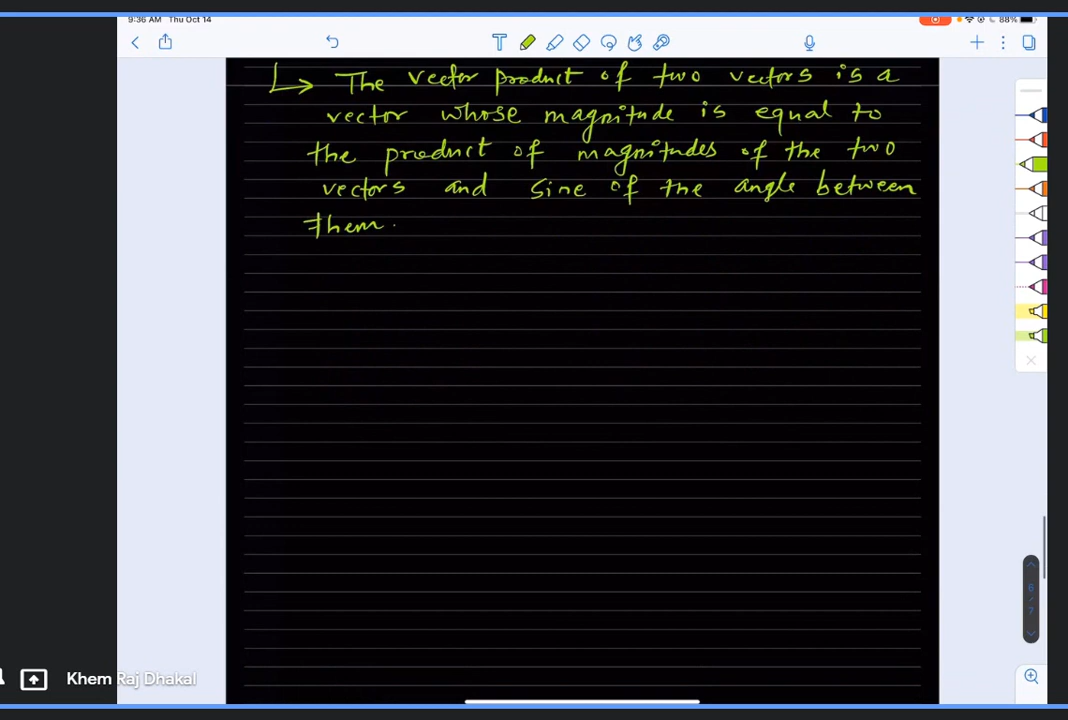 9:36 AM Thu Oct 14
88%
The vector product of two vectors is a
vector whose magnitude is equal to
the product of magnitudes of the two
vectors and sine of the angle between
them.
6
/
7
Khem Raj Dhakal